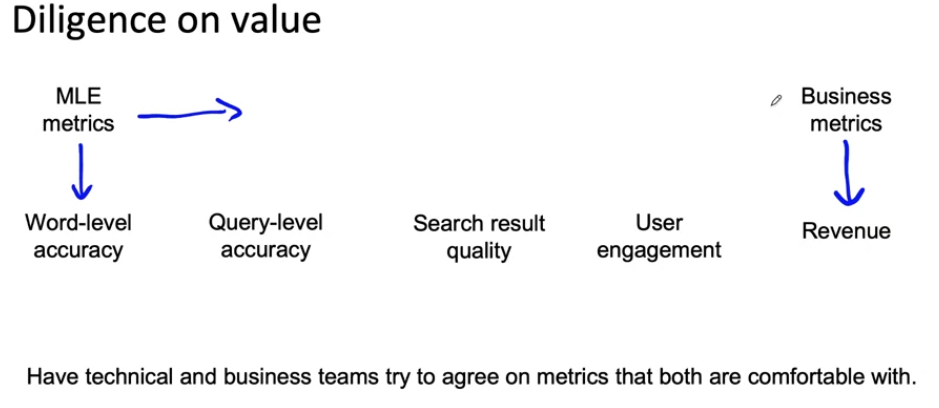 Diligence on value
MLE
metrics
Business
metrics
Word-level
accuracy
Query-level
accuracy
Search result
quality
User
engagement
Revenue
Have technical and business teams try to agree on metrics that both are comfortable with.